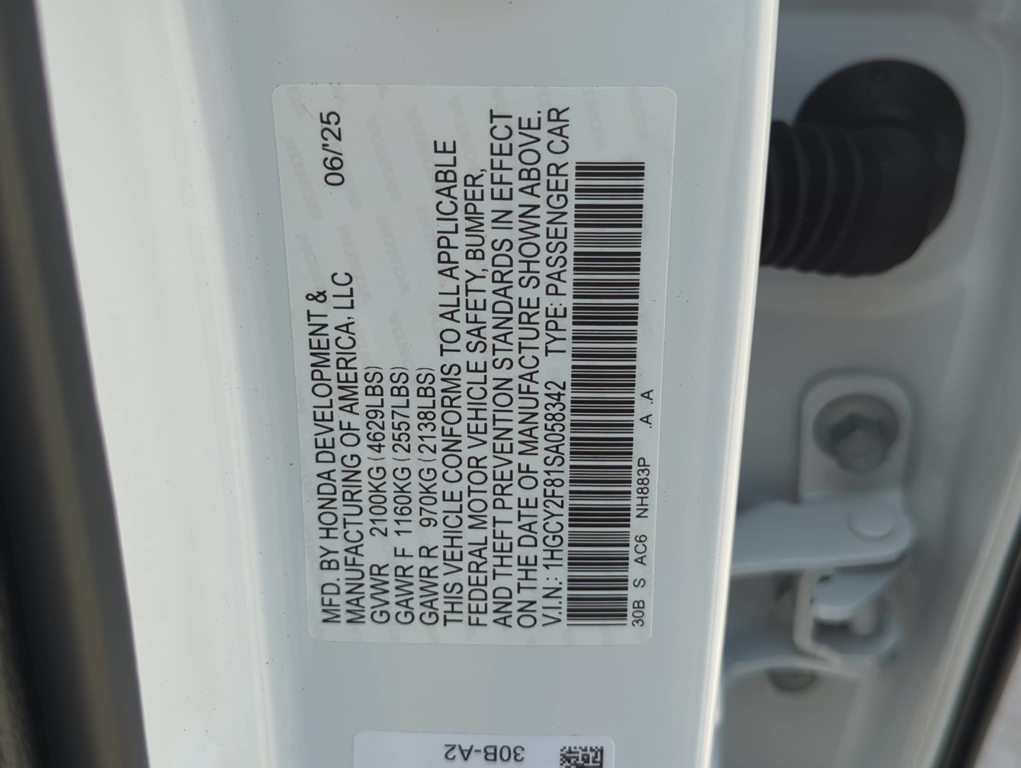 MFD. BY HONDA DEVELOPMENT & 06/'25
MANUFACTURING OF AMERICA, LLC
GVWR 2100KG (4629LBS)
GAWR F 1160KG (2557LBS)
GAWR R 970KG (2138LBS)
THIS VEHICLE CONFORMS TO ALL APPLICABLE
FEDERAL MOTOR VEHICLE SAFETY, BUMPER,
AND THEFT PREVENTION STANDARDS IN EFFECT
ON THE DATE OF MANUFACTURE SHOWN ABOVE.
V.I.N.: 1HGCY2F81SA058342 TYPE: PASSENGER CAR
30B S AC6 NH883P .A .A
30B-A2